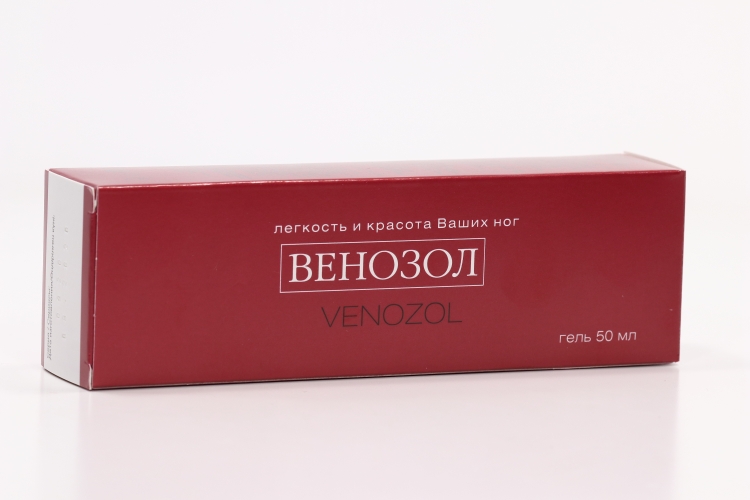 легкость и красота Ваших ног
ВЕНОЗОЛ
VENOZOL
гель 50 мл